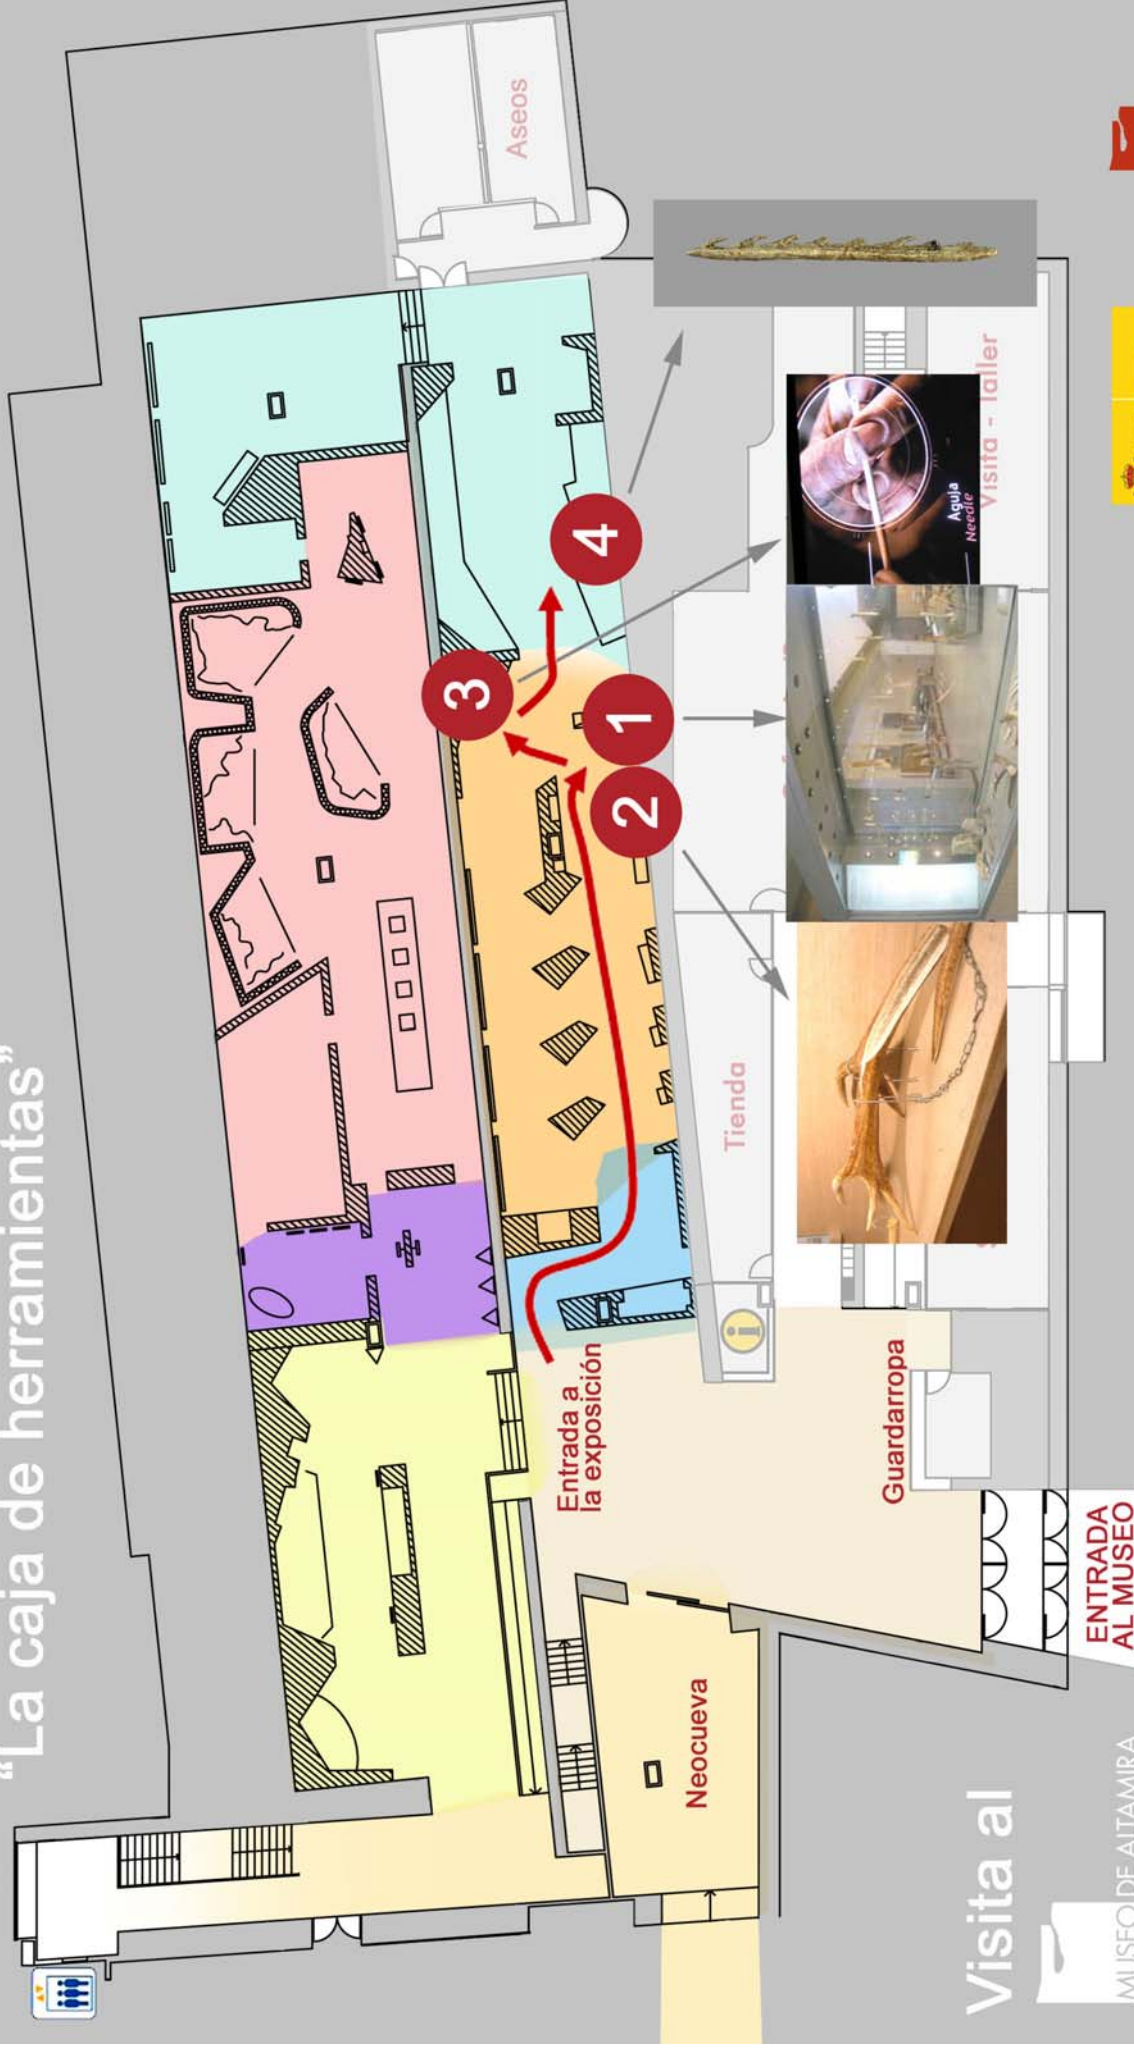 “La caja de herramientas”
Aseos
Visita - Taller
Aguja
Needle
4
3
1
2
Tienda
i
Entrada a
la exposición
Guardarropa
ENTRADA
AL MUSEO
Neocueva
Visita al
MUSEO DE ALTAMIRA